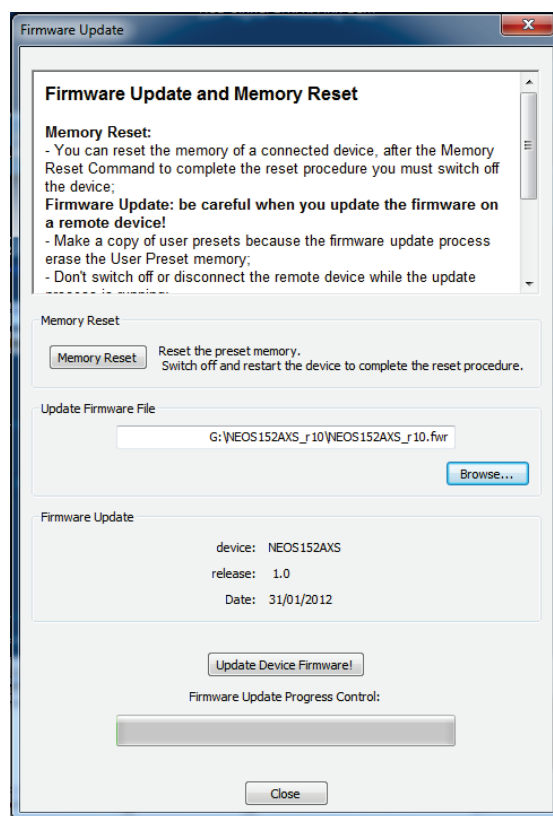 Firmware Update
Firmware Update and Memory Reset
Memory Reset:
- You can reset the memory of a connected device, after the Memory
Reset Command to complete the reset procedure you must switch off
the device;
Firmware Update: be careful when you update the firmware on
a remote device!
- Make a copy of user presets because the firmware update process
erase the User Preset memory;
- Don't switch off or disconnect the remote device while the update
process is running;
Memory Reset
Memory Reset
Reset the preset memory.
Switch off and restart the device to complete the reset procedure.
Update Firmware File
G:\NEOS152AXS_r10\NEOS152AXS_r10.fwr
Browse...
Firmware Update
device: NEOS152AXS
release: 1.0
Date: 31/01/2012
Update Device Firmware!
Firmware Update Progress Control:
Close